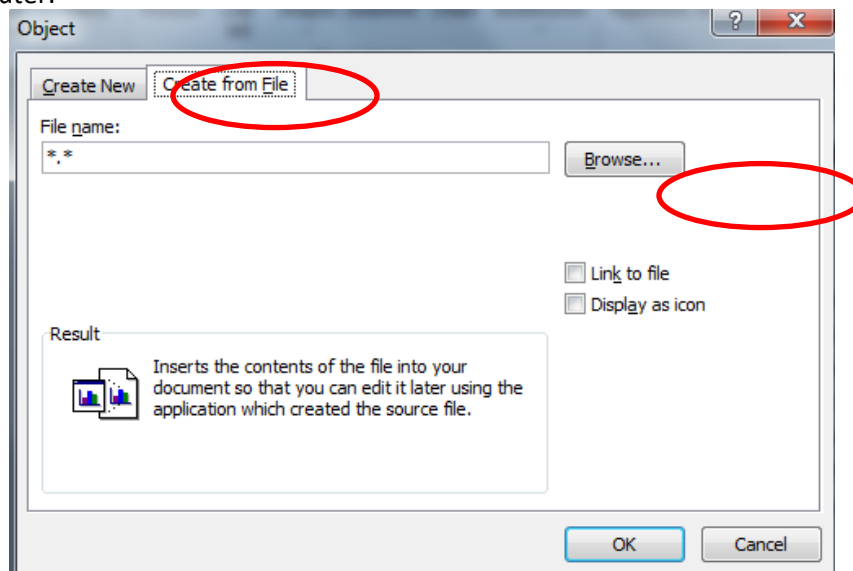 Object
? X
Create New Create from File
File name:
*.*
Browse...
Link to file
Display as icon
Result
Inserts the contents of the file into your
document so that you can edit it later using the
application which created the source file.
OK Cancel